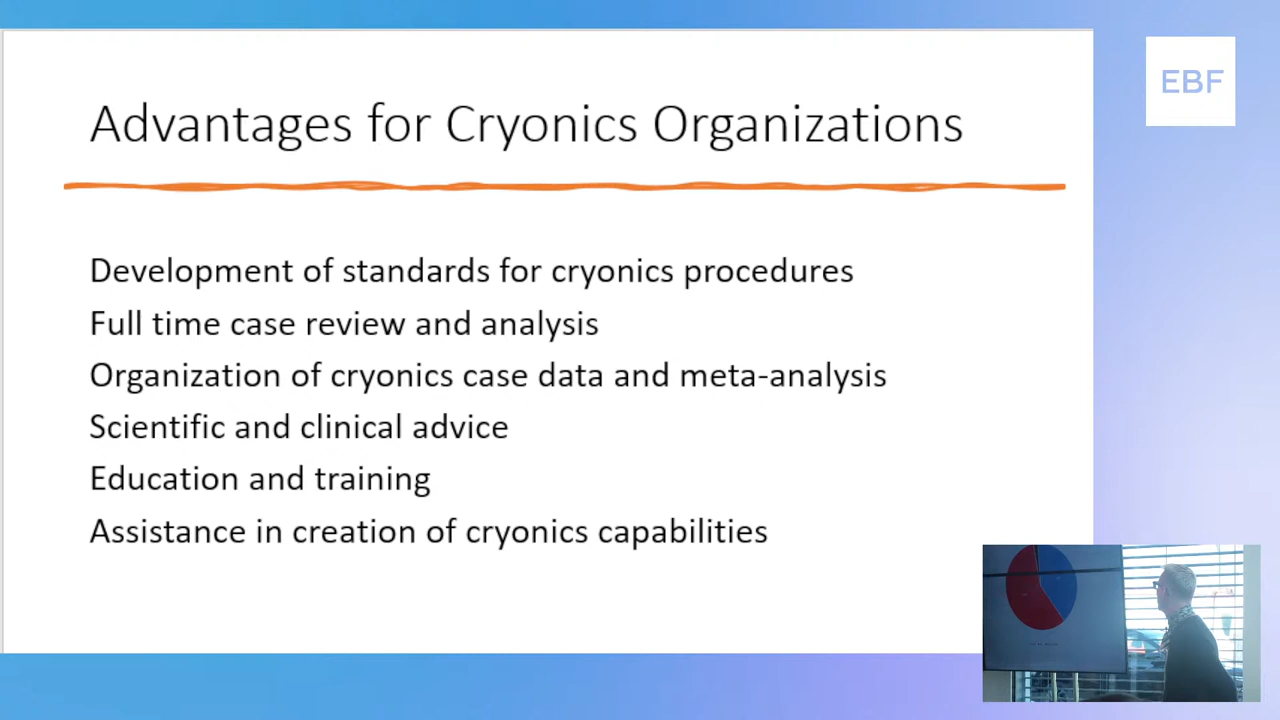 EBF
Advantages for Cryonics Organizations
Development of standards for cryonics procedures
Full time case review and analysis
Organization of cryonics case data and meta-analysis
Scientific and clinical advice
Education and training
Assistance in creation of cryonics capabilities